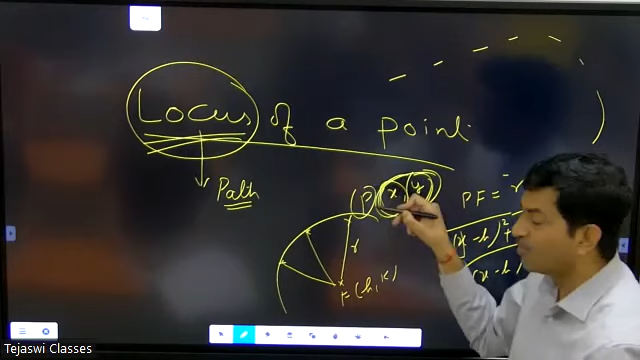 Locus of a point.
Path
(P) (x, y)
PF = r
r
F = (h, k)
Tejaswi Classes